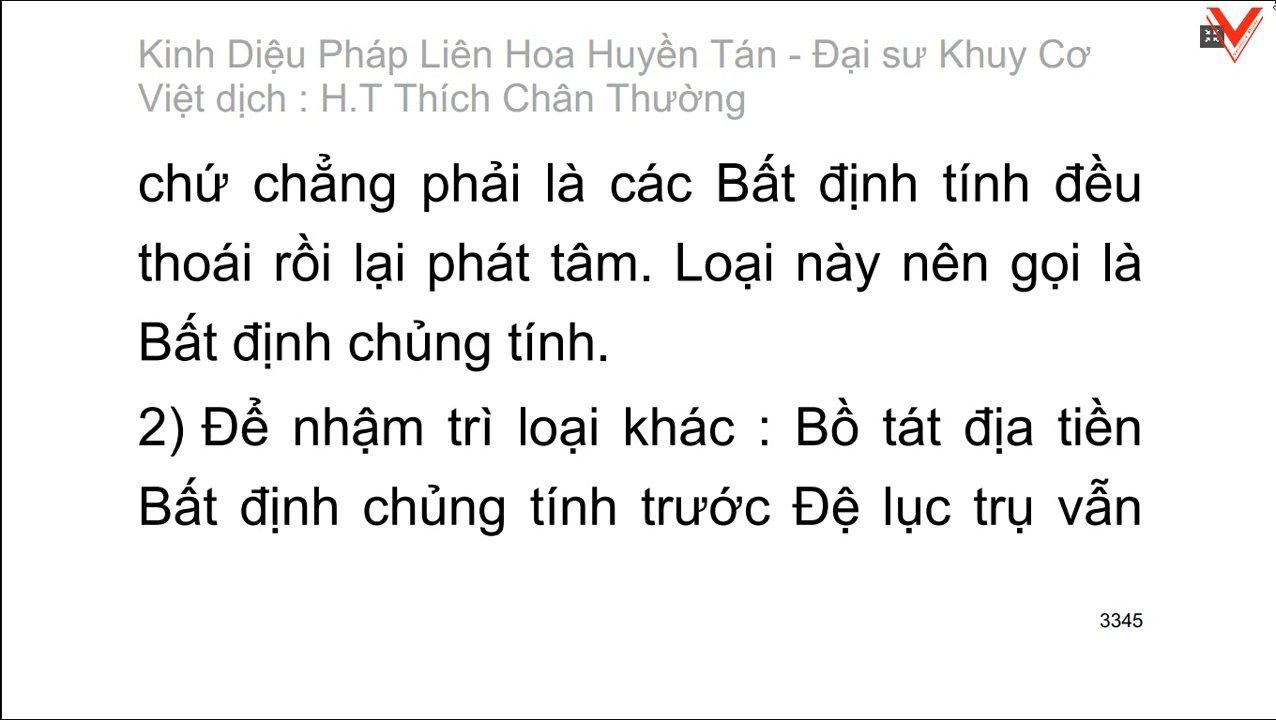 Kinh Diệu Pháp Liên Hoa Huyền Tán - Đại sư Khuy Cơ
Việt dịch : H.T Thích Chân Thường
chứ chẳng phải là các Bất định tính đều
thoái rồi lại phát tâm. Loại này nên gọi là
Bất định chủng tính.
2) Để nhậm trì loại khác : Bồ tát địa tiền
Bất định chủng tính trước Đệ lục trụ vẫn
3345